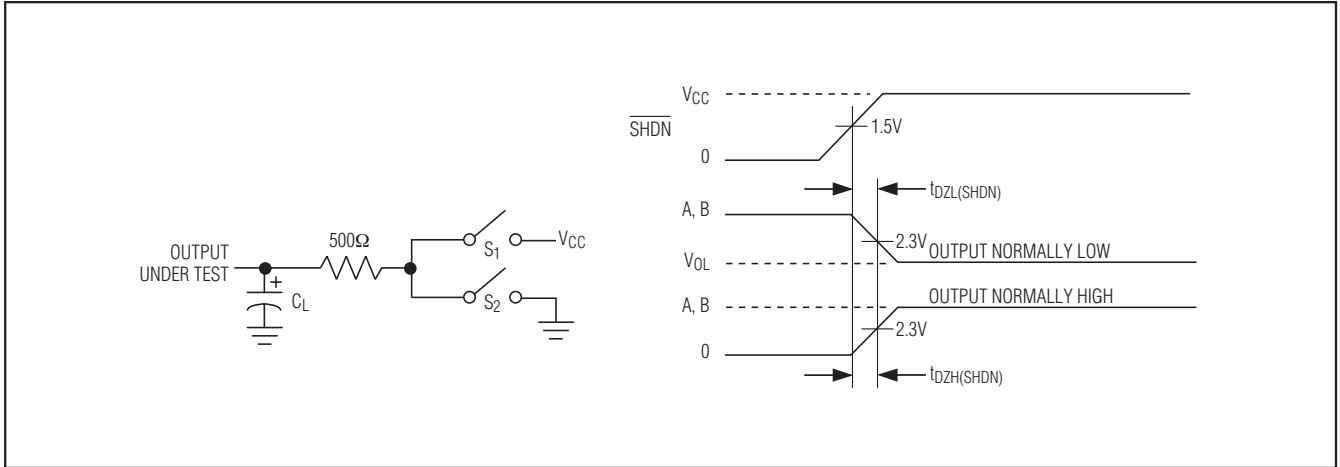 OUTPUT
UNDER TEST
500Ω
CL
S1
VCC
S2
SHDN
VCC
1.5V
0
tDZL(SHDN)
A, B
2.3V
OUTPUT NORMALLY LOW
VOL
OUTPUT NORMALLY HIGH
A, B
2.3V
0
tDZH(SHDN)